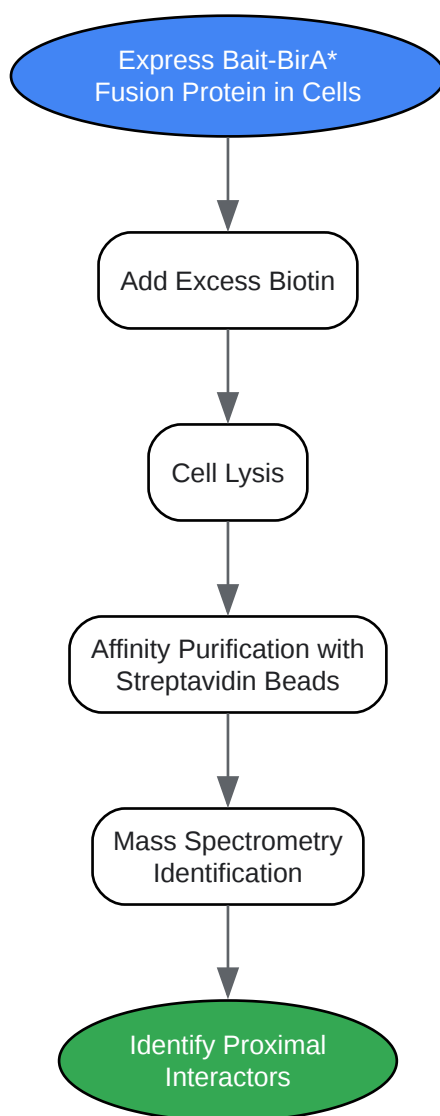 Express Bait-BirA*
Fusion Protein in Cells
Add Excess Biotin
Cell Lysis
Affinity Purification with
Streptavidin Beads
Mass Spectrometry
Identification
Identify Proximal
Interactors